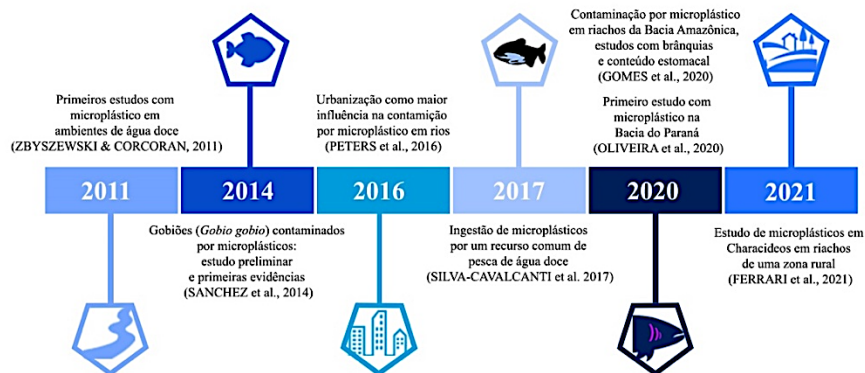 Primeiros estudos com
microplástico em
ambientes de água doce
(ZBYSZEWSKI & CORCORAN, 2011)
2011
2014
Gobiões (Gobio gobio) contaminados
por microplásticos:
estudo preliminar
e primeiras evidências
(SANCHEZ et al., 2014)
Urbanização como maior
influência na contamição
por microplástico em rios
(PETERS et al., 2016)
2016
2017
Ingestão de microplásticos
por um recurso comum de
pesca de água doce
(SILVA-CAVALCANTI et al. 2017)
Contaminação por microplástico
em riachos da Bacia Amazônica,
estudos com brânquias
e conteúdo estomacal
(GOMES et al., 2020)
Primeiro estudo com
microplástico na
Bacia do Paraná
(OLIVEIRA et al., 2020)
2020
2021
Estudo de microplásticos em
Characideos em riachos
de uma zona rural
(FERRARI et al., 2021)